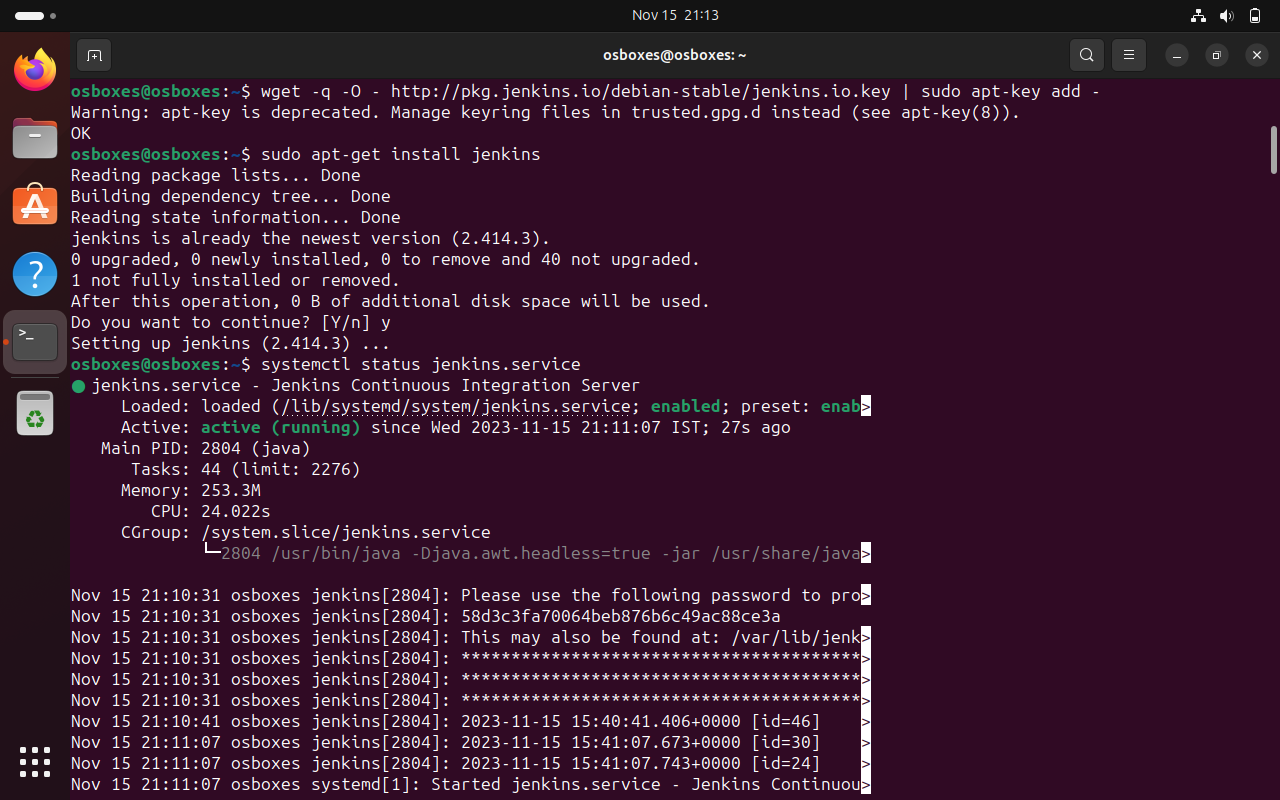 Nov 15 21:13
osboxes@osboxes: ~
osboxes@osboxes:~$ wget -q -O - http://pkg.jenkins.io/debian-stable/jenkins.io.key | sudo apt-key add -
Warning: apt-key is deprecated. Manage keyring files in trusted.gpg.d instead (see apt-key(8)).
OK
osboxes@osboxes:~$ sudo apt-get install jenkins
Reading package lists... Done
Building dependency tree... Done
Reading state information... Done
jenkins is already the newest version (2.414.3).
0 upgraded, 0 newly installed, 0 to remove and 40 not upgraded.
1 not fully installed or removed.
After this operation, 0 B of additional disk space will be used.
Do you want to continue? [Y/n] y
Setting up jenkins (2.414.3) ...
osboxes@osboxes:~$ systemctl status jenkins.service
● jenkins.service - Jenkins Continuous Integration Server
Loaded: loaded (/lib/systemd/system/jenkins.service; enabled; preset: enab>
Active: active (running) since Wed 2023-11-15 21:11:07 IST; 27s ago
Main PID: 2804 (java)
Tasks: 44 (limit: 2276)
Memory: 253.3M
CPU: 24.022s
CGroup: /system.slice/jenkins.service
└─2804 /usr/bin/java -Djava.awt.headless=true -jar /usr/share/java>
Nov 15 21:10:31 osboxes jenkins[2804]: Please use the following password to pro>
Nov 15 21:10:31 osboxes jenkins[2804]: 58d3c3fa70064beb876b6c49ac88ce3a
Nov 15 21:10:31 osboxes jenkins[2804]: This may also be found at: /var/lib/jenk>
Nov 15 21:10:31 osboxes jenkins[2804]: ****************************************>
Nov 15 21:10:31 osboxes jenkins[2804]: ****************************************>
Nov 15 21:10:31 osboxes jenkins[2804]: ****************************************>
Nov 15 21:10:41 osboxes jenkins[2804]: 2023-11-15 15:40:41.406+0000 [id=46] >
Nov 15 21:11:07 osboxes jenkins[2804]: 2023-11-15 15:41:07.673+0000 [id=30] >
Nov 15 21:11:07 osboxes jenkins[2804]: 2023-11-15 15:41:07.743+0000 [id=24] >
Nov 15 21:11:07 osboxes systemd[1]: Started jenkins.service - Jenkins Continuou>